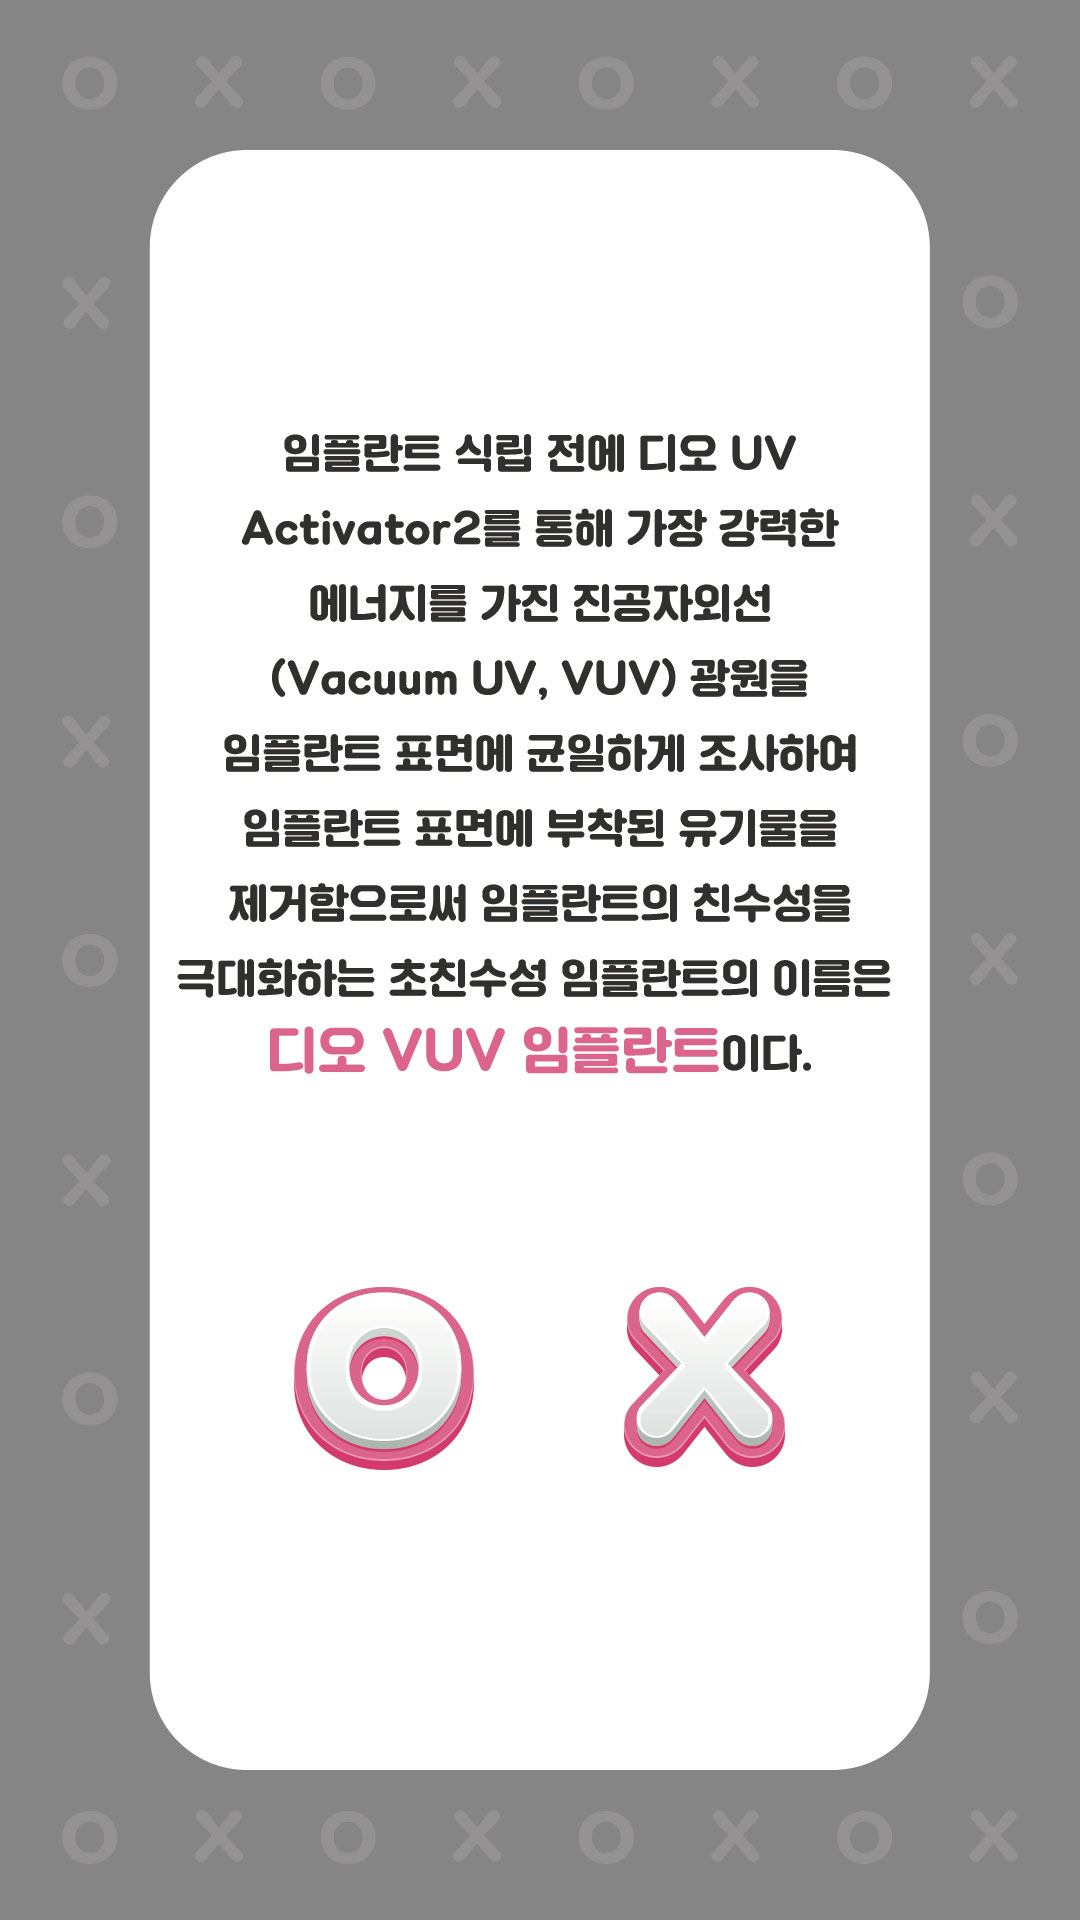 O X O X O X O X
X O
임플란트 식립 전에 디오 UV
Activator2를 통해 가장 강력한
O X
에너지를 가진 진공자외선
(Vacuum UV, VUV) 광원을
임플란트 표면에 균일하게 조사하여
X O
임플란트 표면에 부착된 유기물을
제거함으로써 임플란트의 친수성을
극대화하는 초친수성 임플란트의 이름은
O X
디오 VUV 임플란트이다.
X O
O X
O X
X O
O X O X O X O X